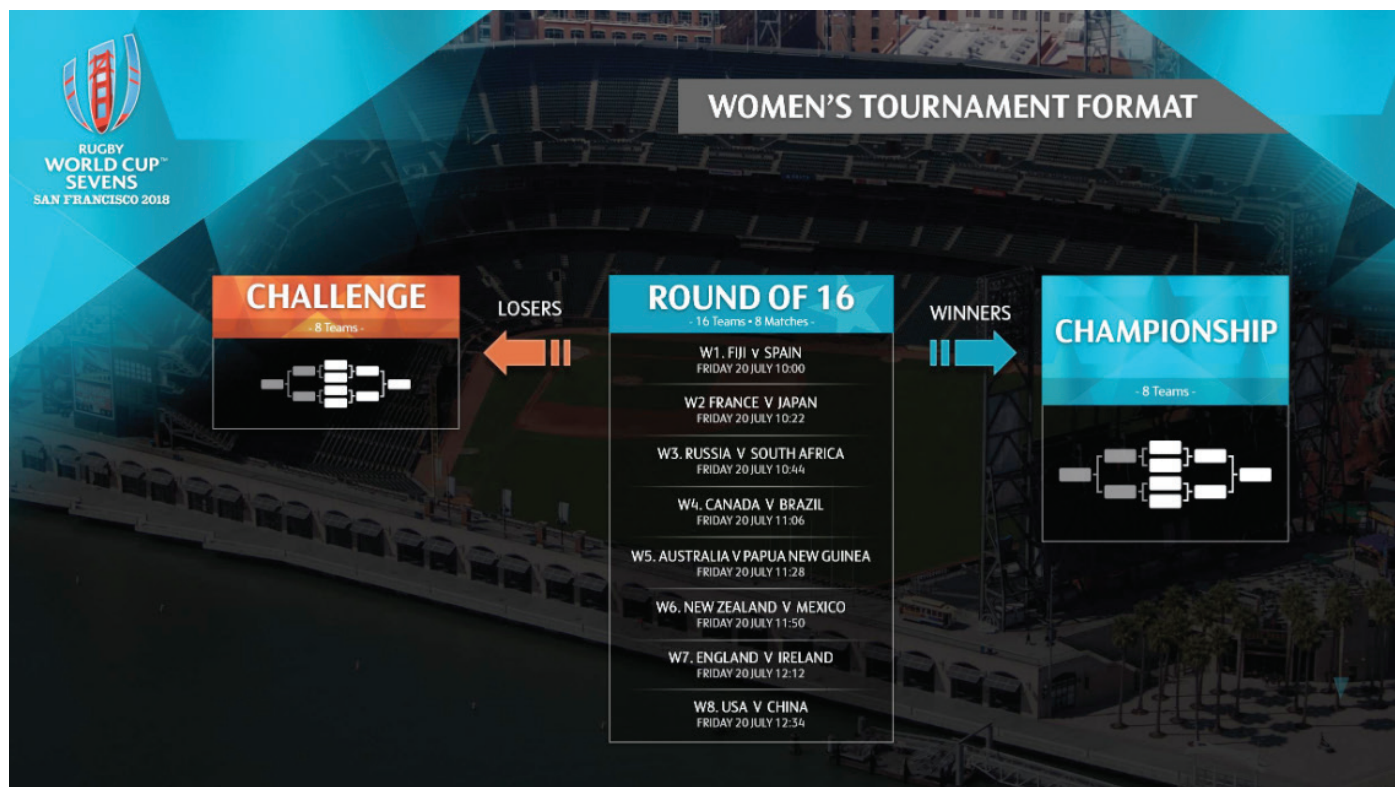 RUGBY
WORLD CUP™
SEVENS
SAN FRANCISCO 2018
WOMEN'S TOURNAMENT FORMAT
CHALLENGE
- 8 Teams -
LOSERS
ROUND OF 16
- 16 Teams • 8 Matches -
WINNERS
CHAMPIONSHIP
- 8 Teams -
W1. FIJI V SPAIN
FRIDAY 20 JULY 10:00
W2 FRANCE V JAPAN
FRIDAY 20 JULY 10:22
W3. RUSSIA V SOUTH AFRICA
FRIDAY 20 JULY 10:44
W4. CANADA V BRAZIL
FRIDAY 20 JULY 11:06
W5. AUSTRALIA V PAPUA NEW GUINEA
FRIDAY 20 JULY 11:28
W6. NEW ZEALAND V MEXICO
FRIDAY 20 JULY 11:50
W7. ENGLAND V IRELAND
FRIDAY 20 JULY 12:12
W8. USA V CHINA
FRIDAY 20 JULY 12:34